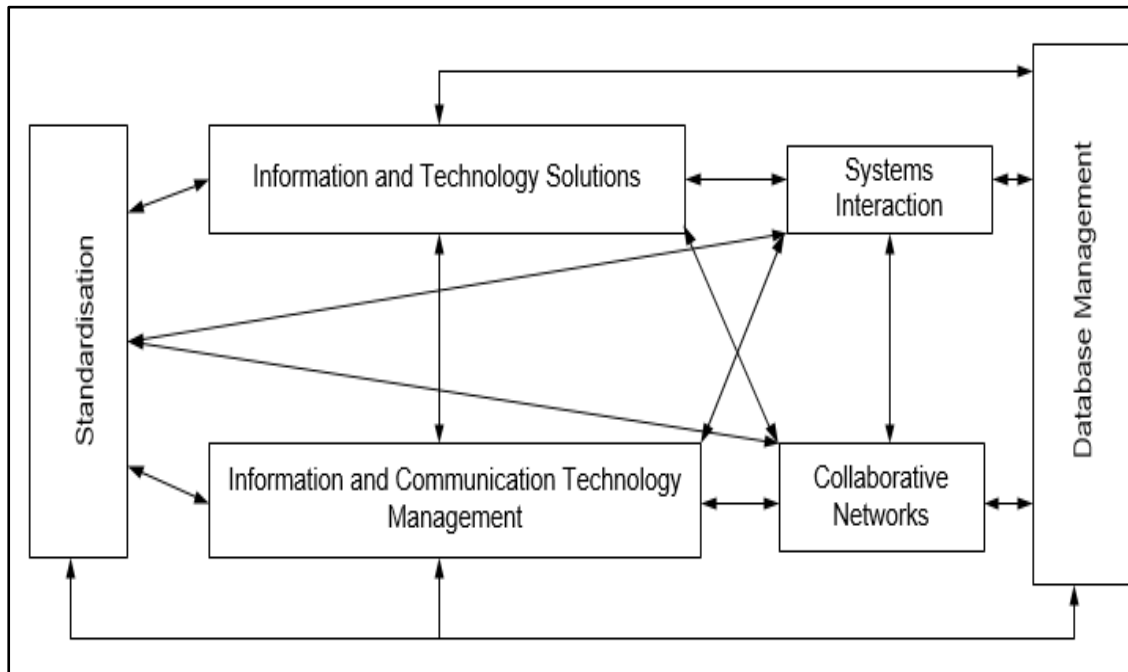 Standardisation
Information and Technology Solutions
Systems
Interaction
Information and Communication Technology
Management
Collaborative
Networks
Database Management